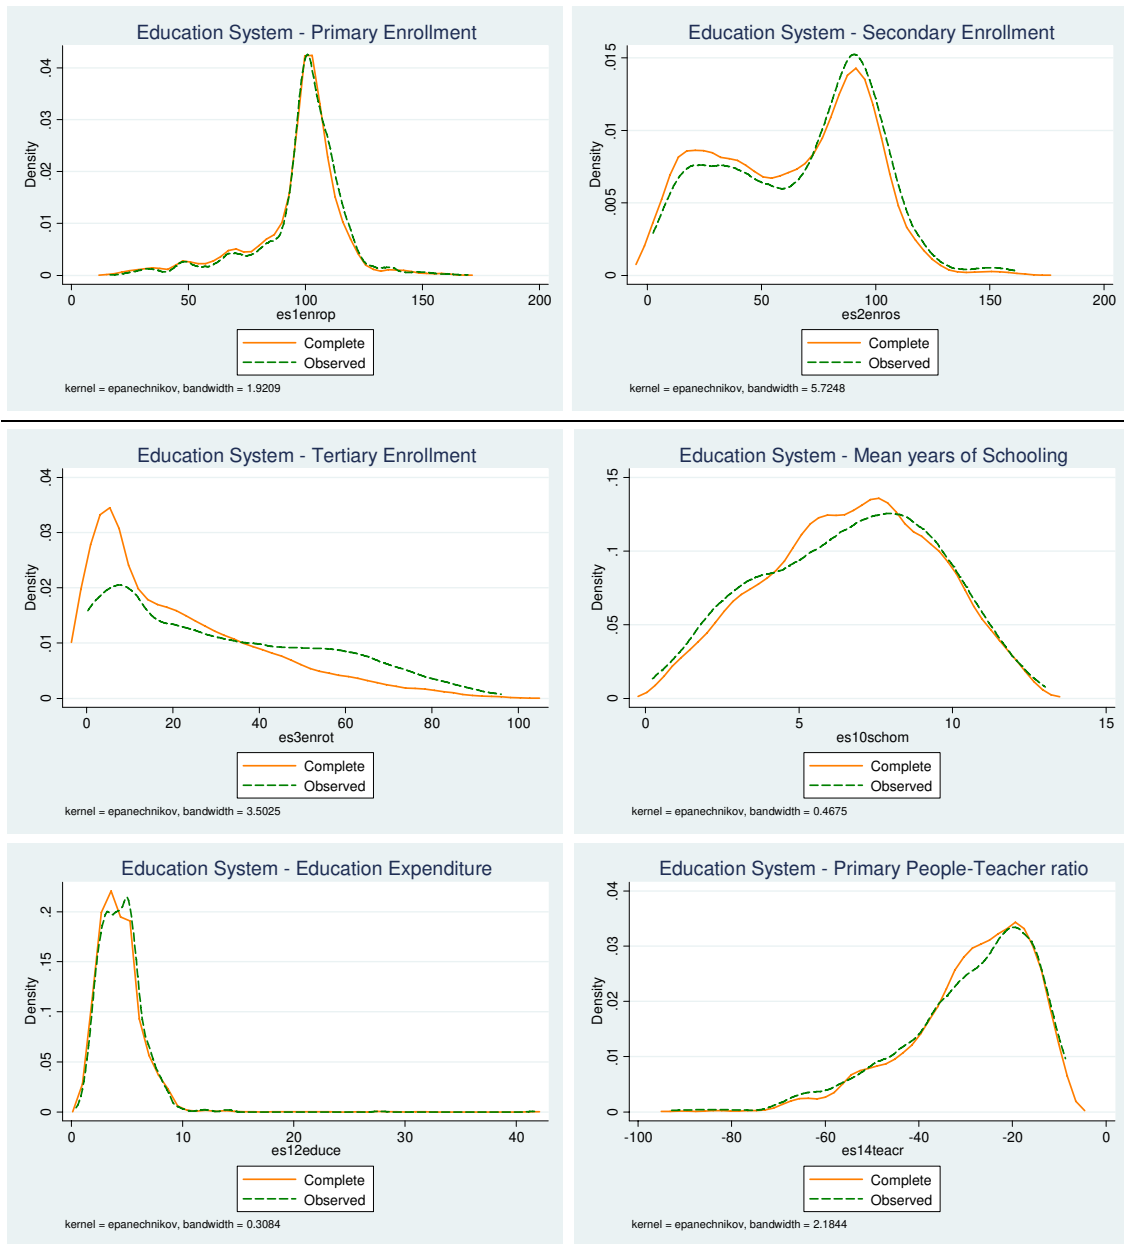 Education System - Primary Enrollment
Density
0 .01 .02 .03 .04
0 50 100 150 200
es1enrop
Complete
Observed
kernel = epanechnikov, bandwidth = 1.9209
Education System - Secondary Enrollment
Density
0 .005 .01 .015
0 50 100 150 200
es2enros
Complete
Observed
kernel = epanechnikov, bandwidth = 5.7248
Education System - Tertiary Enrollment
Density
0 .01 .02 .03 .04
0 20 40 60 80 100
es3enrot
Complete
Observed
kernel = epanechnikov, bandwidth = 3.5025
Education System - Mean years of Schooling
Density
0 .05 .1 .15
0 5 10 15
es10schom
Complete
Observed
kernel = epanechnikov, bandwidth = 0.4675
Education System - Education Expenditure
Density
0 .05 .1 .15 .2
0 10 20 30 40
es12educe
Complete
Observed
kernel = epanechnikov, bandwidth = 0.3084
Education System - Primary People-Teacher ratio
Density
0 .01 .02 .03 .04
-100 -80 -60 -40 -20 0
es14teacr
Complete
Observed
kernel = epanechnikov, bandwidth = 2.1844